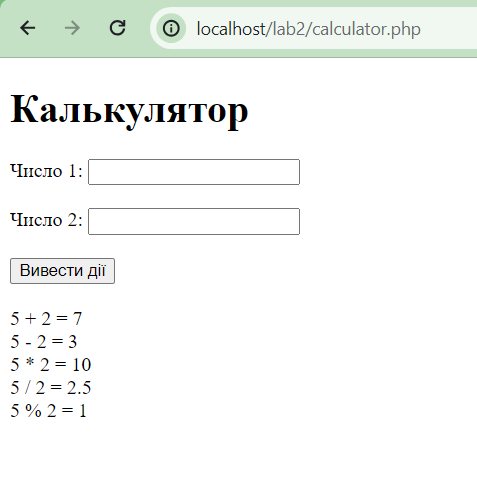 localhost/lab2/calculator.php
Калькулятор
Число 1:
Число 2:
Вивести дії
5 + 2 = 7
5 - 2 = 3
5 * 2 = 10
5 / 2 = 2.5
5 % 2 = 1